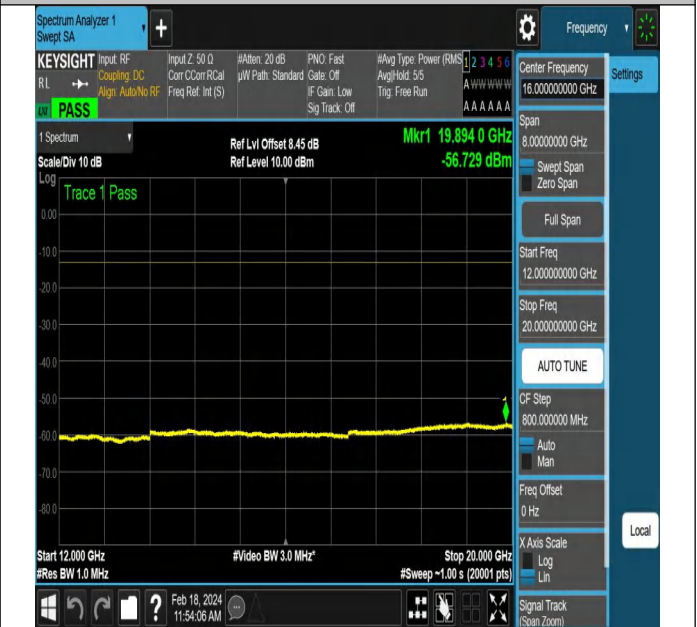 Spectrum Analyzer 1
Swept SA
+
Frequency
KEYSIGHT
RL
PASS
Input: RF
Coupling: DC
Align: Auto/No RF
Input Z: 50 Ω
Corr CCorr RCal
Freq Ref: Int (S)
#Atten: 20 dB
µW Path: Standard
PNO: Fast
Gate: Off
IF Gain: Low
Sig Track: Off
#Avg Type: Power (RMS
Avg|Hold: 5/5
Trig: Free Run
1 2 3 4 5 6
A W W W W W
A A A A A A
1 Spectrum
Scale/Div 10 dB
Log
Ref Lvl Offset 8.45 dB
Ref Level 10.00 dBm
Mkr1 19.894 0 GHz
-56.729 dBm
Trace 1 Pass
0.00
-10.0
-20.0
-30.0
-40.0
-50.0
-60.0
-70.0
-80.0
1
Start 12.000 GHz
#Res BW 1.0 MHz
#Video BW 3.0 MHz*
Stop 20.000 GHz
#Sweep ~1.00 s (20001 pts)
Feb 18, 2024
11:54:06 AM
?
Center Frequency
16.00000000 GHz
Settings
Span
8.00000000 GHz
Swept Span
Zero Span
Full Span
Start Freq
12.000000000 GHz
Stop Freq
20.000000000 GHz
AUTO TUNE
CF Step
800.000000 MHz
Auto
Man
Freq Offset
0 Hz
Local
X Axis Scale
Log
Lin
Signal Track
(Span Zoom)